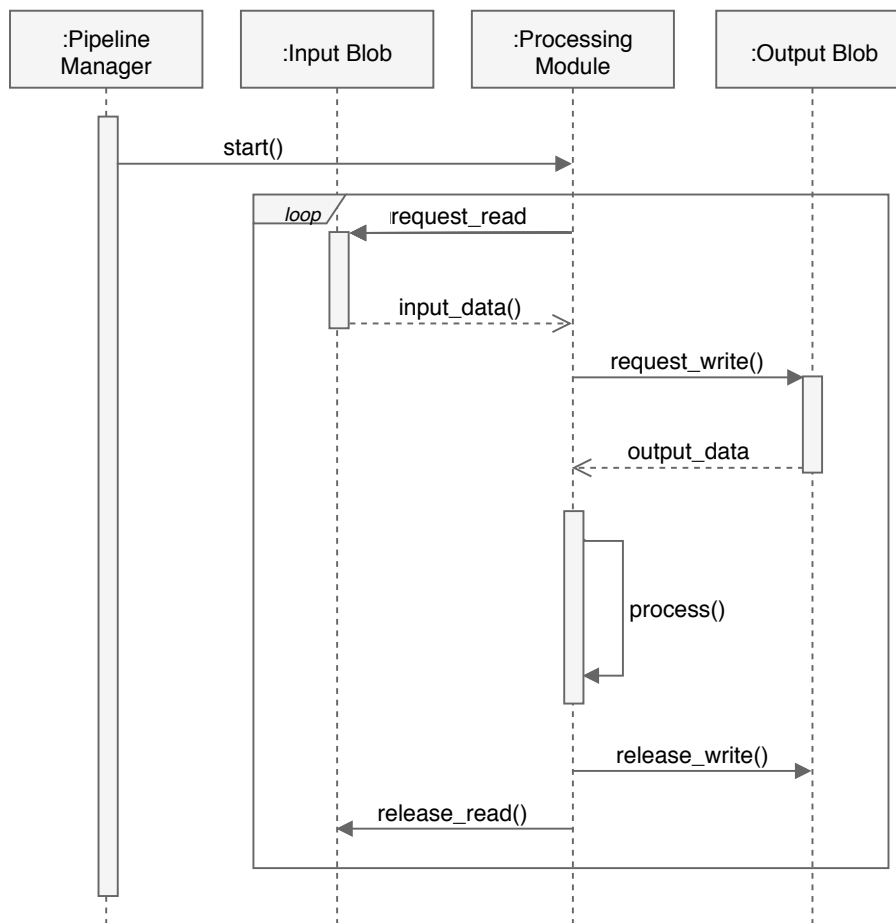 :Pipeline
Manager
:Input Blob
:Processing
Module
:Output Blob
start()
loop
request_read
input_data()
request_write()
output_data
process()
release_write()
release_read()